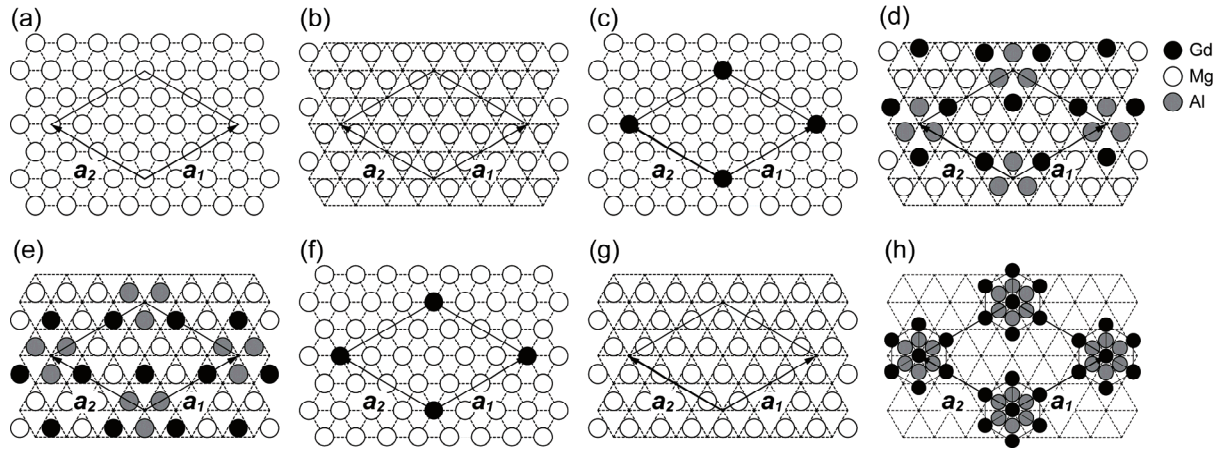 (a) (b) (c) (d)
Gd
Mg
Al
a2 a1 a2 a1 a2 a1 a2 a1
(e) (f) (g) (h)
a2 a1 a2 a1 a2 a1 a2 a1